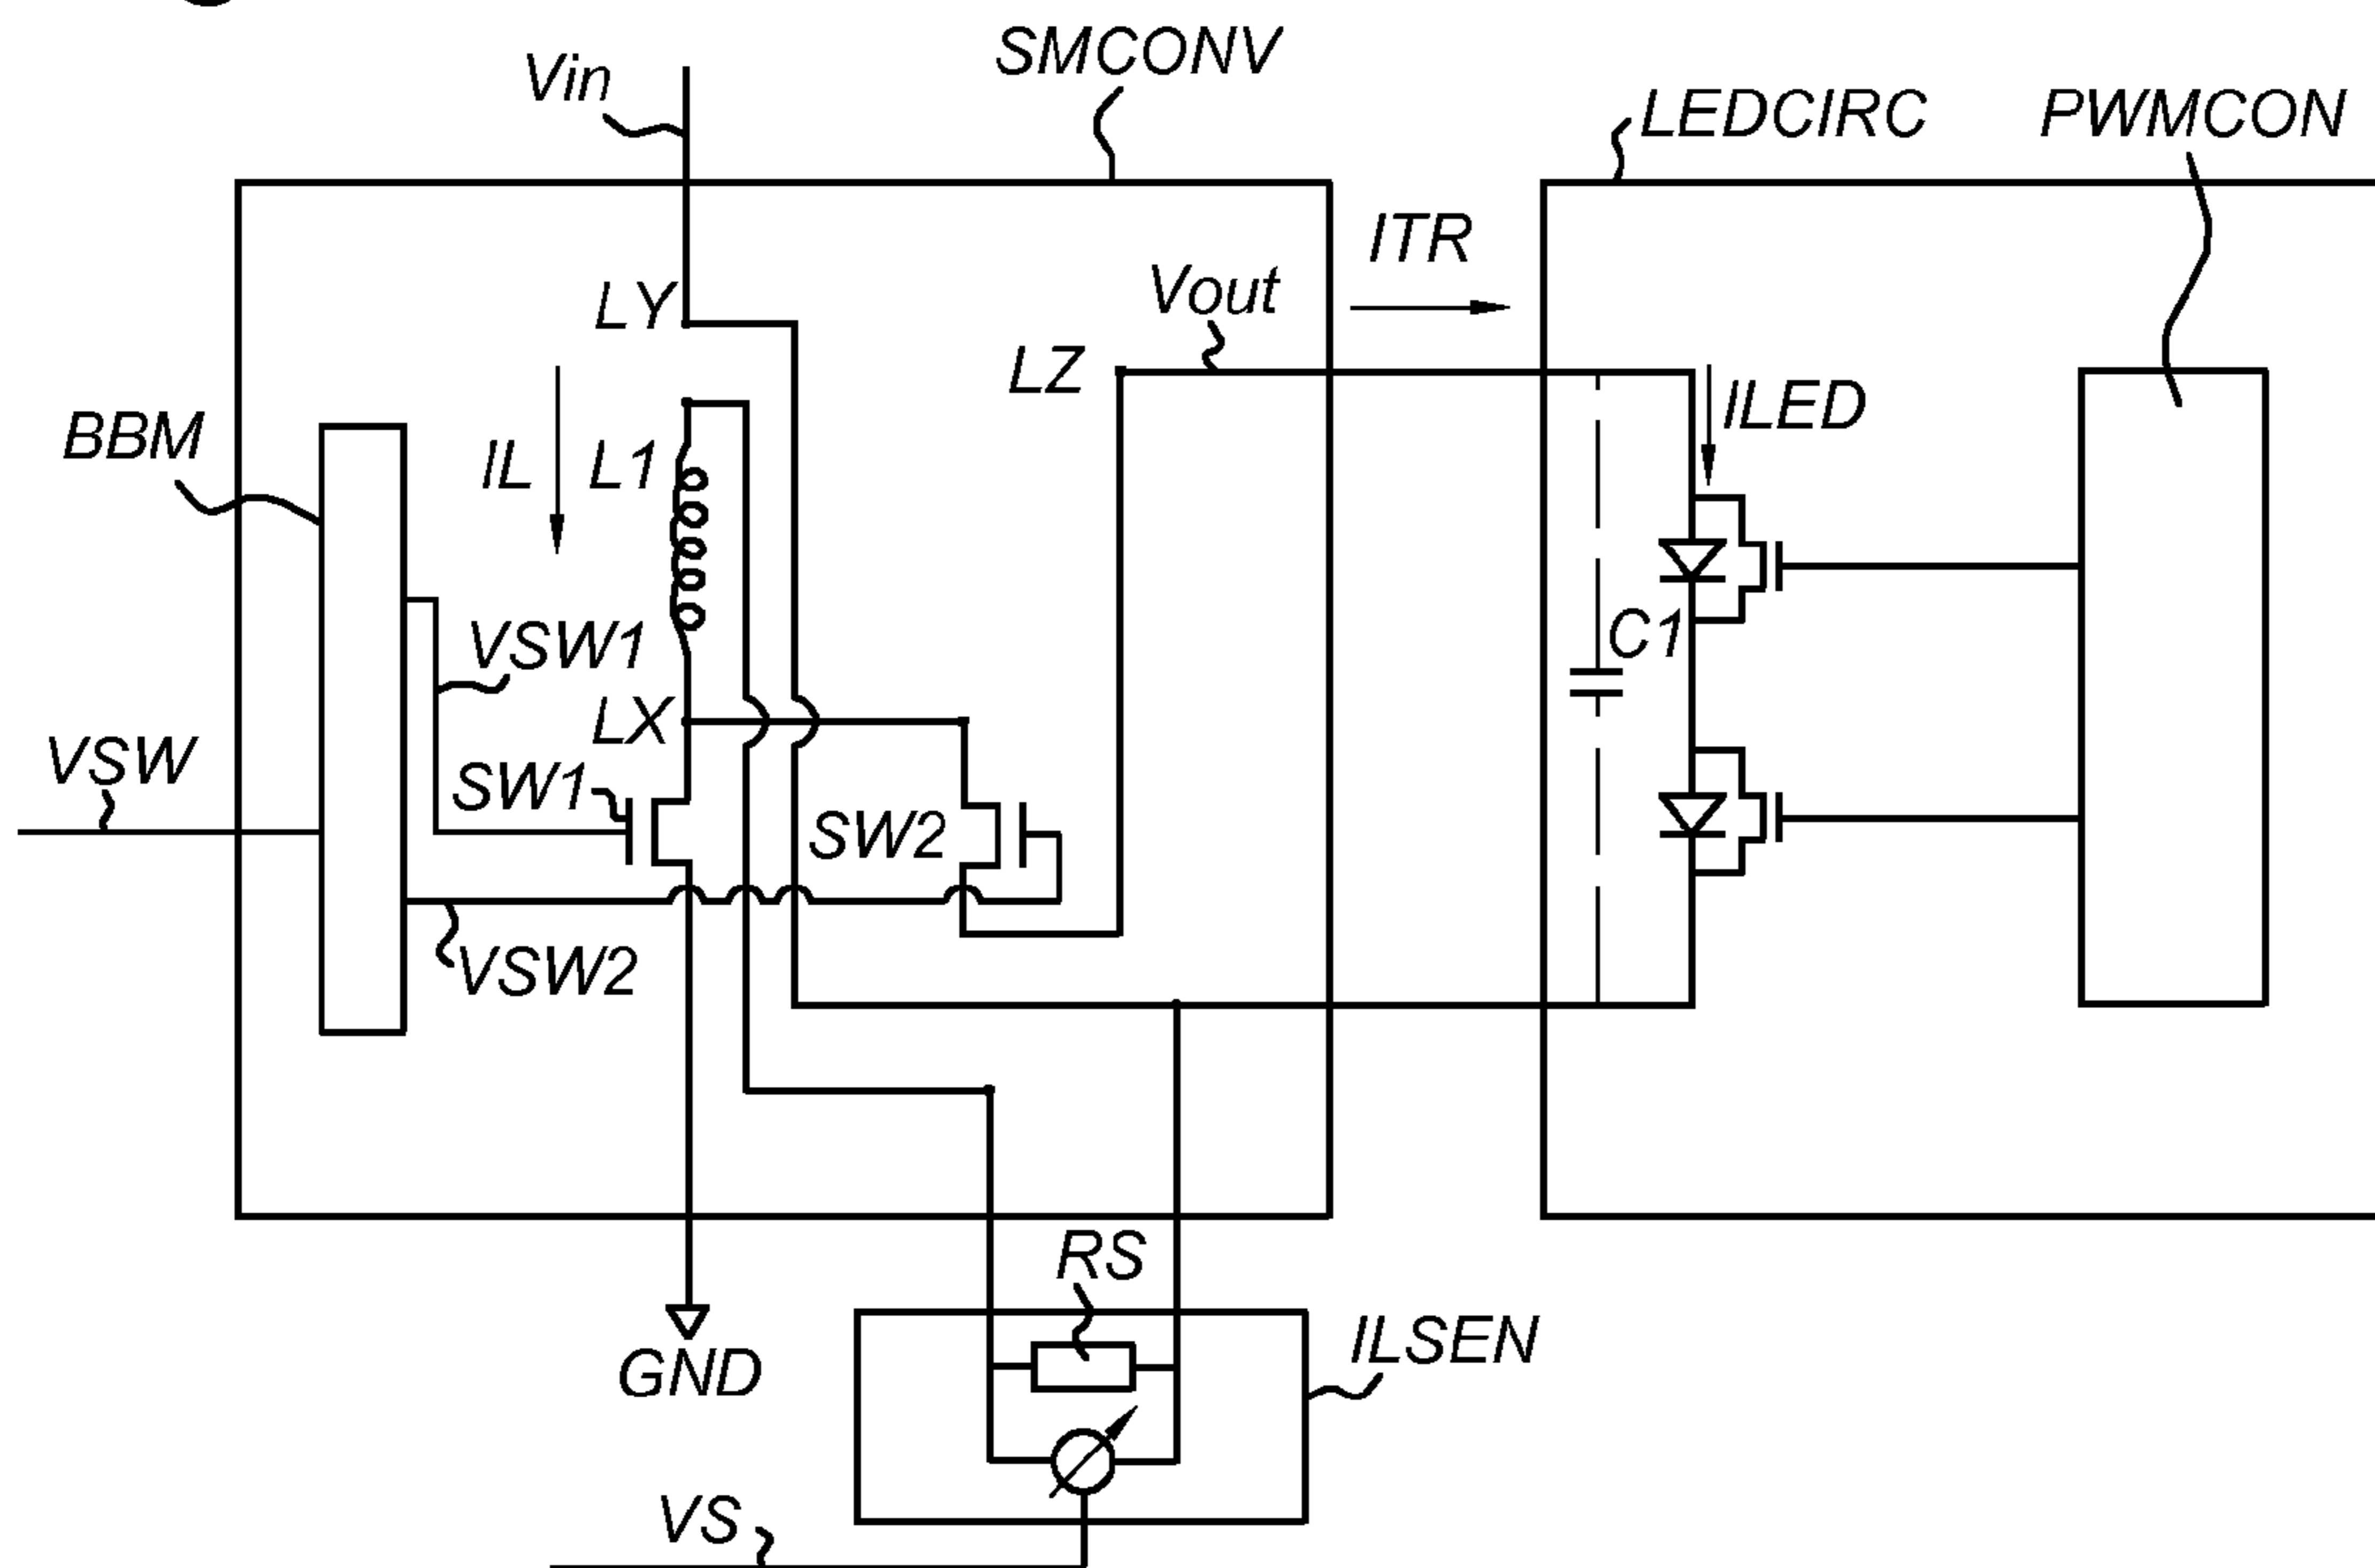 SMCONV
Vin
LEDCIRC
PWMCON
ITR
Vout
LY
LZ
ILED
BBM
IL
L1
VSW1
C1
LX
VSW
SW1
SW2
VSW2
RS
ILSEN
GND
VS